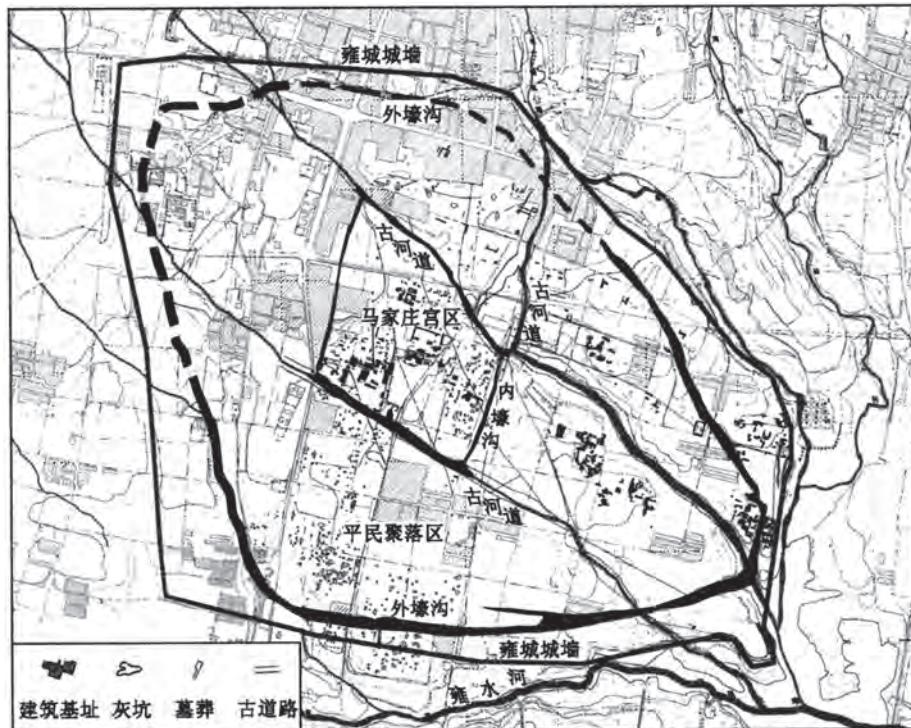 雍城城墙
外壕沟
古河道
古河道
马家庄宫区
内壕沟
古河道
平民聚落区
外壕沟
雍城城墙
雍水河
建筑基址 灰坑 墓葬 古道路